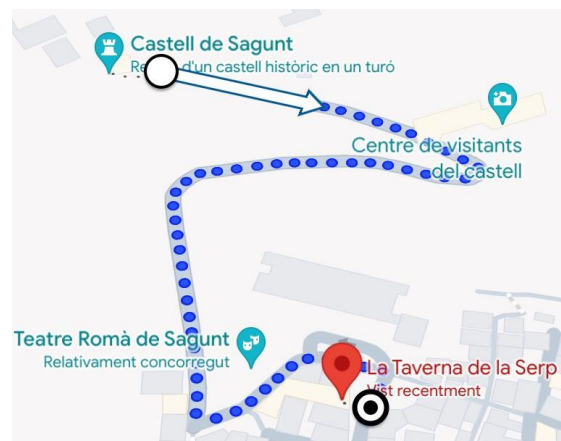 Castell de Sagunt
d'un castell històric en un turó
Centre de visitants
del castell
Teatre Romà de Sagunt
Relativament concorregut
La Taverna de la Serp
Vist recentment